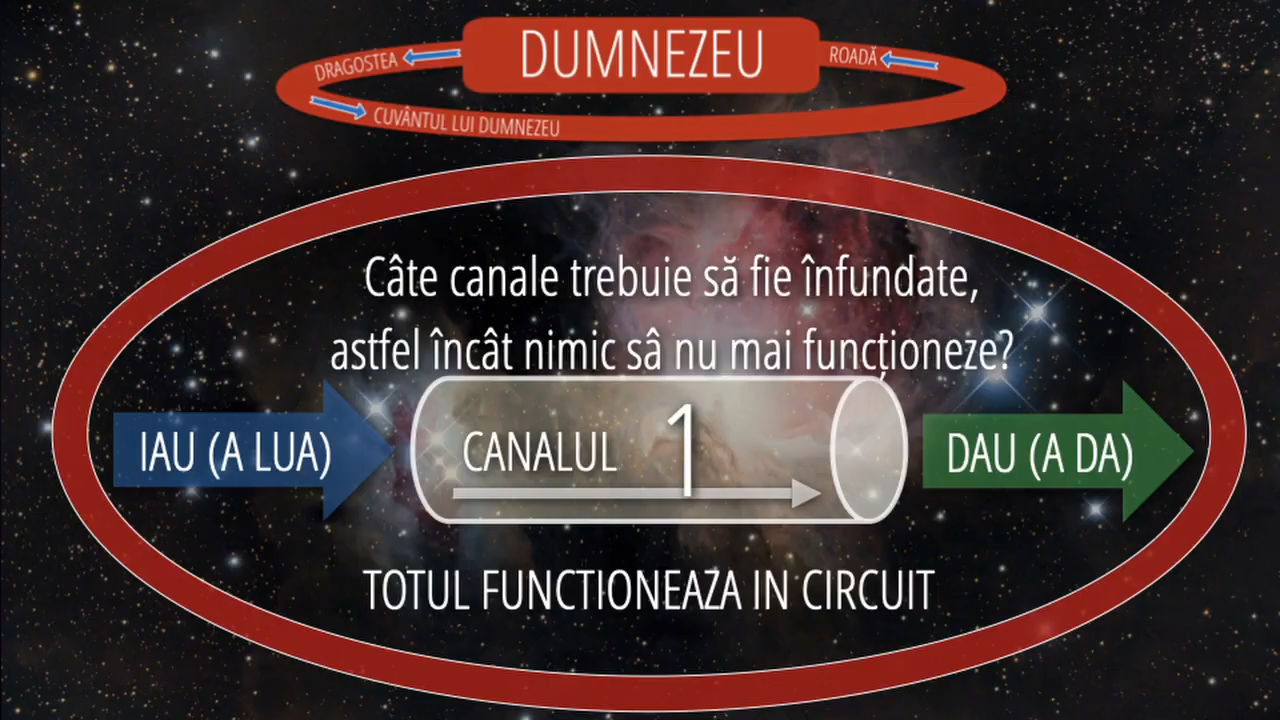 DUMNEZEU
DRAGOSTEA
ROADĂ
CUVÂNTUL LUI DUMNEZEU
Câte canale trebuie să fie înfundate,
astfel încât nimic sâ nu mai funcționeze?
IAU (A LUA)
CANALUL 1
DAU (A DA)
TOTUL FUNCTIONEAZA IN CIRCUIT